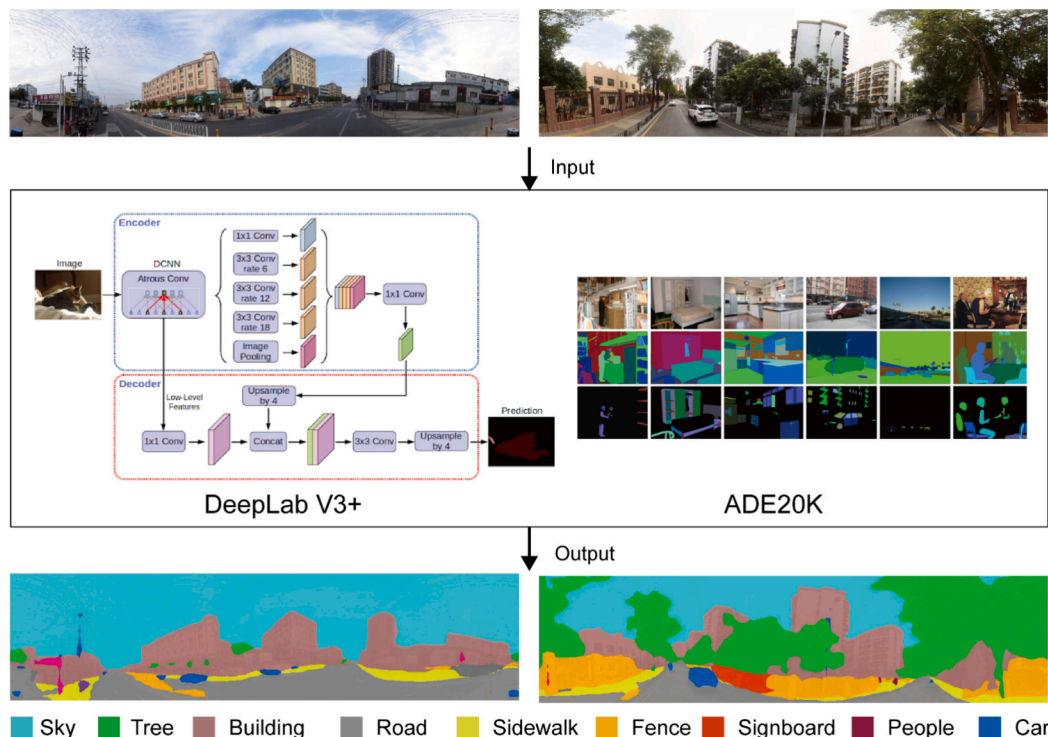 Input
Encoder
Image
DCNN
Atrous Conv
1x1 Conv
3x3 Conv
rate 6
3x3 Conv
rate 12
3x3 Conv
rate 18
Image
Pooling
1x1 Conv
Decoder
Low-Level
Features
Upsample
by 4
1x1 Conv
Concat
3x3 Conv
Upsample
by 4
Prediction
DeepLab V3+
ADE20K
Output
Sky Tree Building Road Sidewalk Fence Signboard People Car